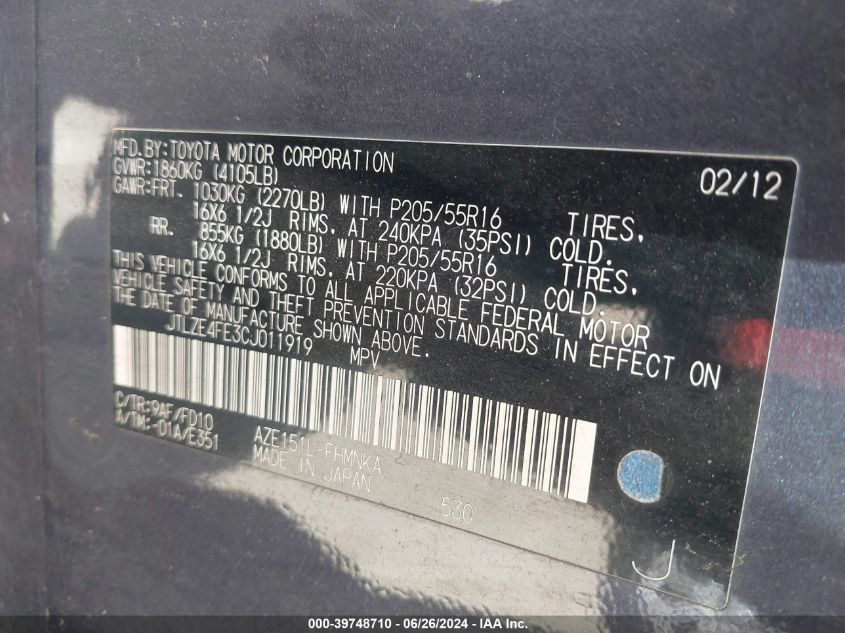 MFD.BY:TOYOTA MOTOR CORPORATION 02/12
GVWR:1860KG (4105LB)
GAWR:FRT. 1030KG (2270LB) WITH P205/55R16 TIRES,
16X6 1/2J RIMS, AT 240KPA (35PSI) COLD.
RR. 855KG (1880LB) WITH P205/55R16 TIRES,
16X6 1/2J RIMS, AT 220KPA (32PSI) COLD.
THIS VEHICLE CONFORMS TO ALL APPLICABLE FEDERAL MOTOR
VEHICLE SAFETY AND THEFT PREVENTION STANDARDS IN EFFECT ON
THE DATE OF MANUFACTURE SHOWN ABOVE.
JTLZE4FE3CJ011919 MPV
C/TR:9AF/FD10 AZE151L-FHMNKA
A/TM:-01A/E351 MADE IN JAPAN 530
J
000-39748710 - 06/26/2024 - IAA Inc.